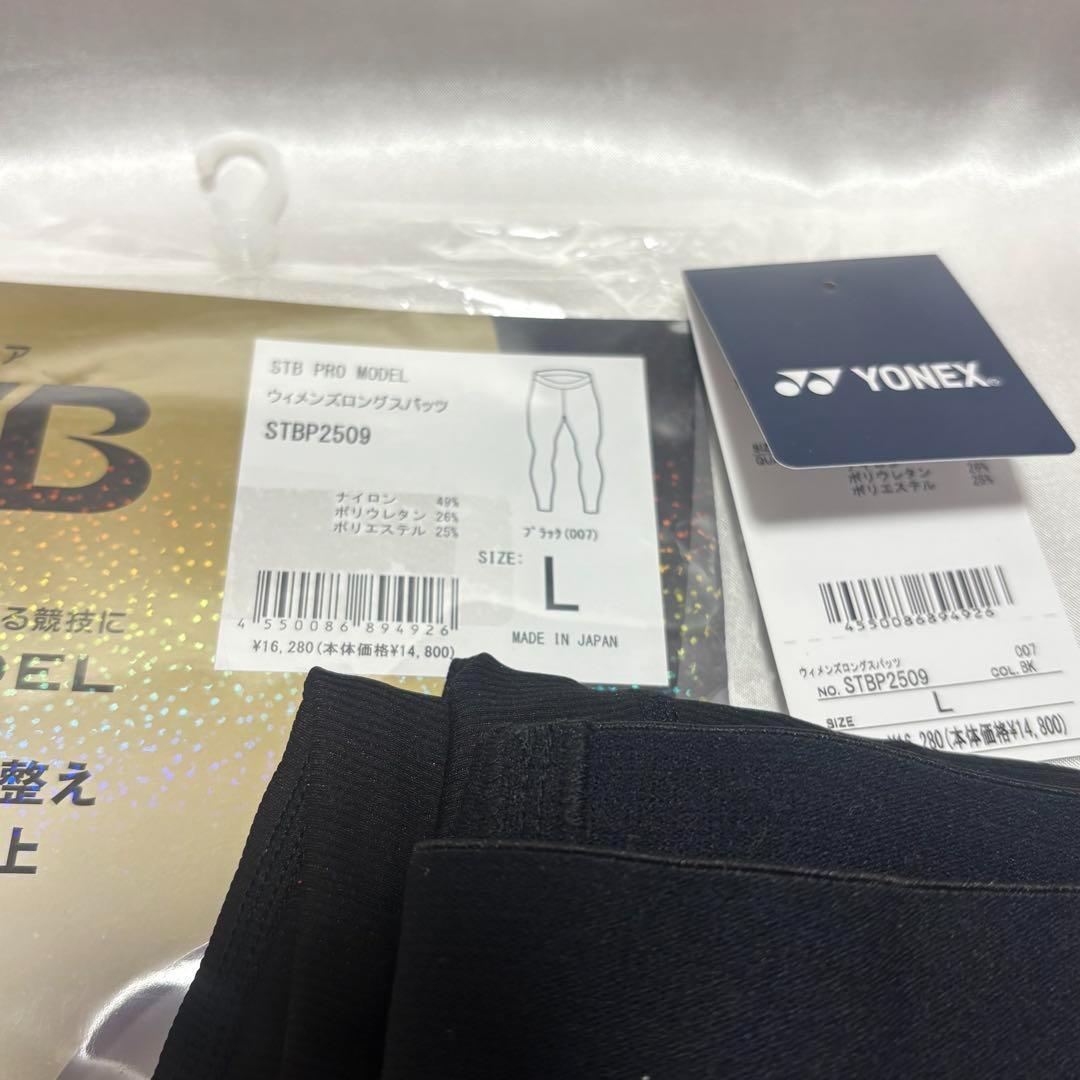 ア
B
る競技に
DEL
整え
上
STB PRO MODEL
ウィメンズロングスパッツ
STBP2509
ナイロン 49%
ポリウレタン 26%
ポリエステル 25%
ブラック(007)
SIZE: L
4 550086 894926
¥16,280(本体価格¥14,800)
MADE IN JAPAN
YONEX®
ポリウレタン 26%
ポリエステル 25%
4550086894926
ウィメンズロングスパッツ 007
NO. STBP2509 COL. BK
SIZE L
¥16,280(本体価格¥14,800)